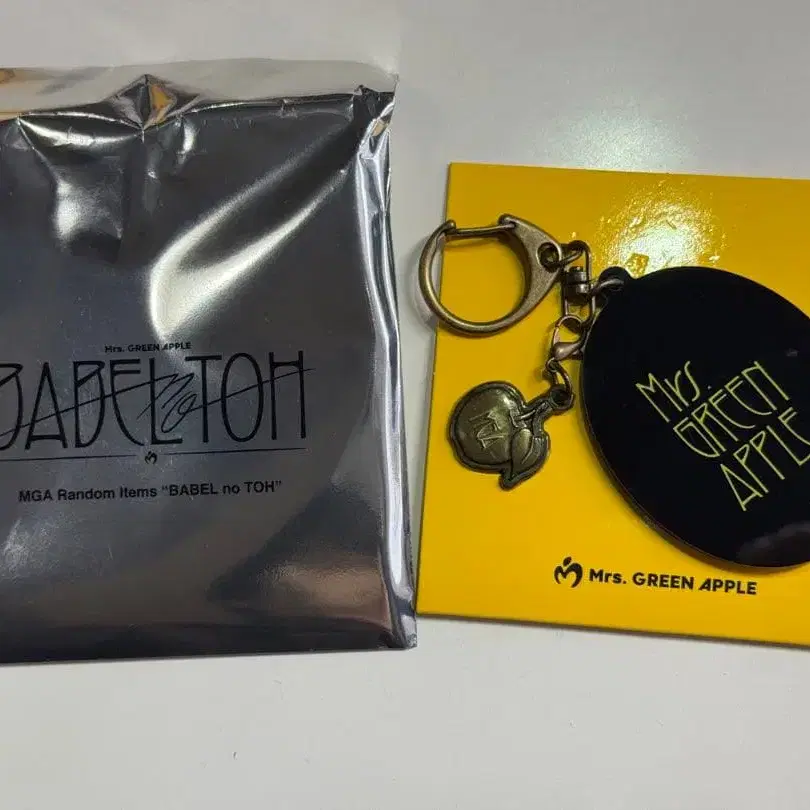 Mrs. GREEN APPLE
BABEL no TOH
MGA Random Items “BABEL no TOH”
Mrs.
GREEN
APPLE
Mrs. GREEN APPLE